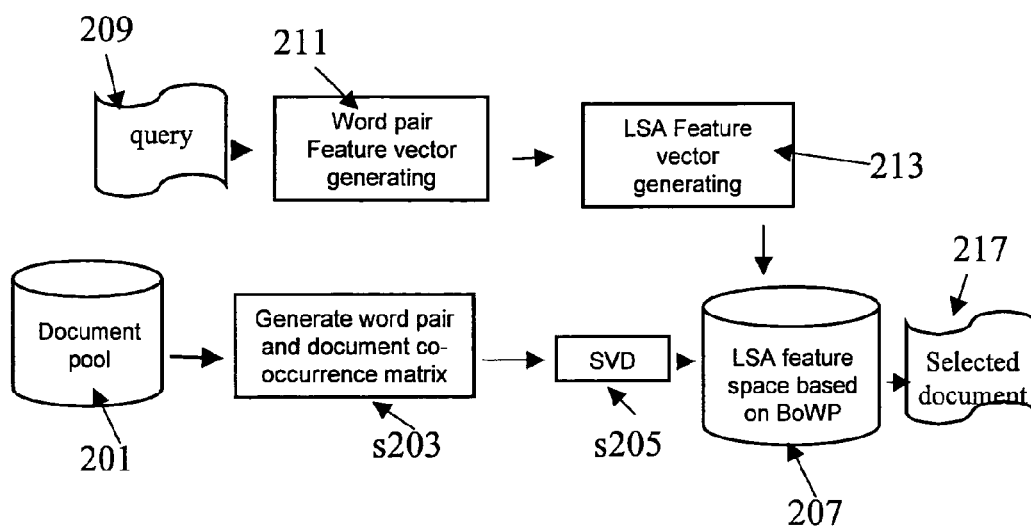 209
211
query
Word pair
Feature vector
generating
LSA Feature
vector
generating
213
217
Document
pool
Generate word pair
and document co-
occurrence matrix
SVD
LSA feature
space based
on BoWP
Selected
document
201
s203
s205
207